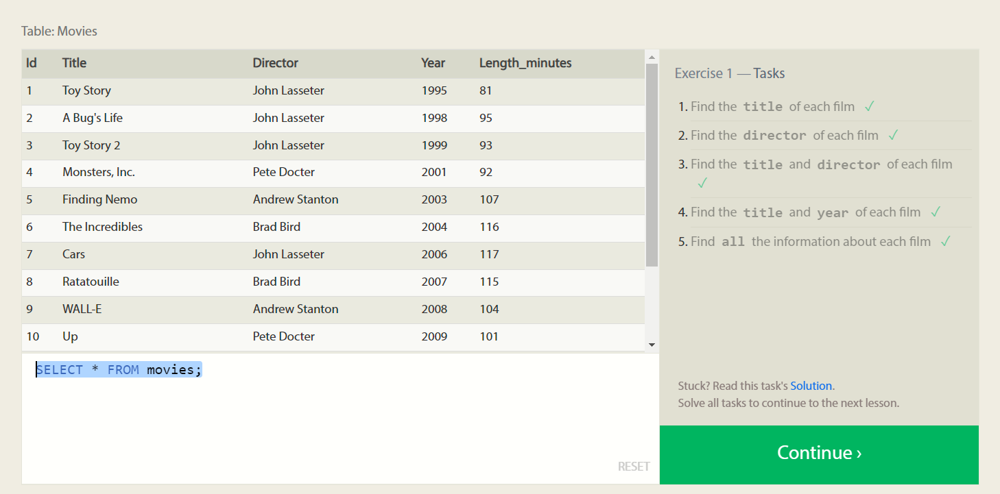 Table: Movies
Id Title Director Year Length_minutes
1 Toy Story John Lasseter 1995 81
2 A Bug's Life John Lasseter 1998 95
3 Toy Story 2 John Lasseter 1999 93
4 Monsters, Inc. Pete Docter 2001 92
5 Finding Nemo Andrew Stanton 2003 107
6 The Incredibles Brad Bird 2004 116
7 Cars John Lasseter 2006 117
8 Ratatouille Brad Bird 2007 115
9 WALL-E Andrew Stanton 2008 104
10 Up Pete Docter 2009 101
SELECT * FROM movies;
RESET
Exercise 1 — Tasks
1. Find the title of each film ✓
2. Find the director of each film ✓
3. Find the title and director of each film
✓
4. Find the title and year of each film ✓
5. Find all the information about each film ✓
Stuck? Read this task's Solution.
Solve all tasks to continue to the next lesson.
Continue ›